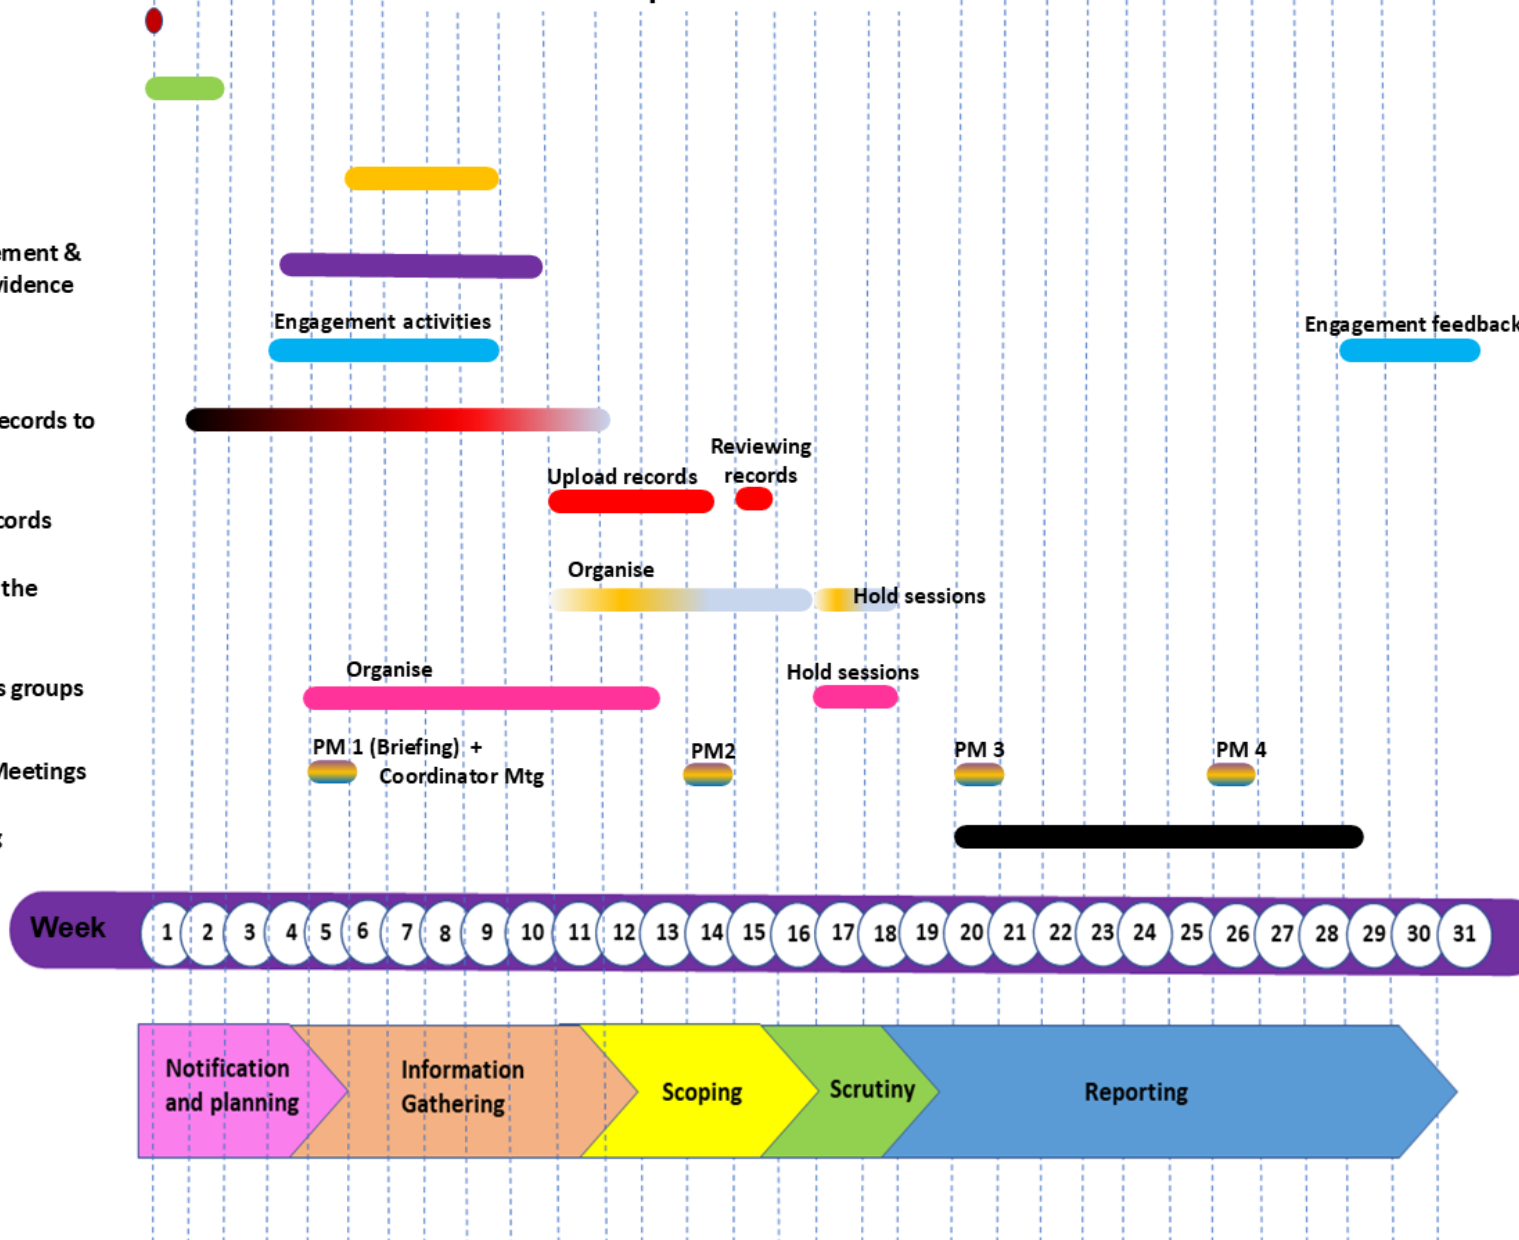 ement &
vidence
Engagement activities
Engagement feedback
ecords to
Reviewing
records
Upload records
cords
Organise
the
Hold sessions
Organise
Hold sessions
s groups
PM 1 (Briefing) +
Coordinator Mtg
PM2
PM 3
PM 4
Meetings
Week
1 2 3 4 5 6 7 8 9 10 11 12 13 14 15 16 17 18 19 20 21 22 23 24 25 26 27 28 29 30 31
Notification
and planning
Information
Gathering
Scoping
Scrutiny
Reporting